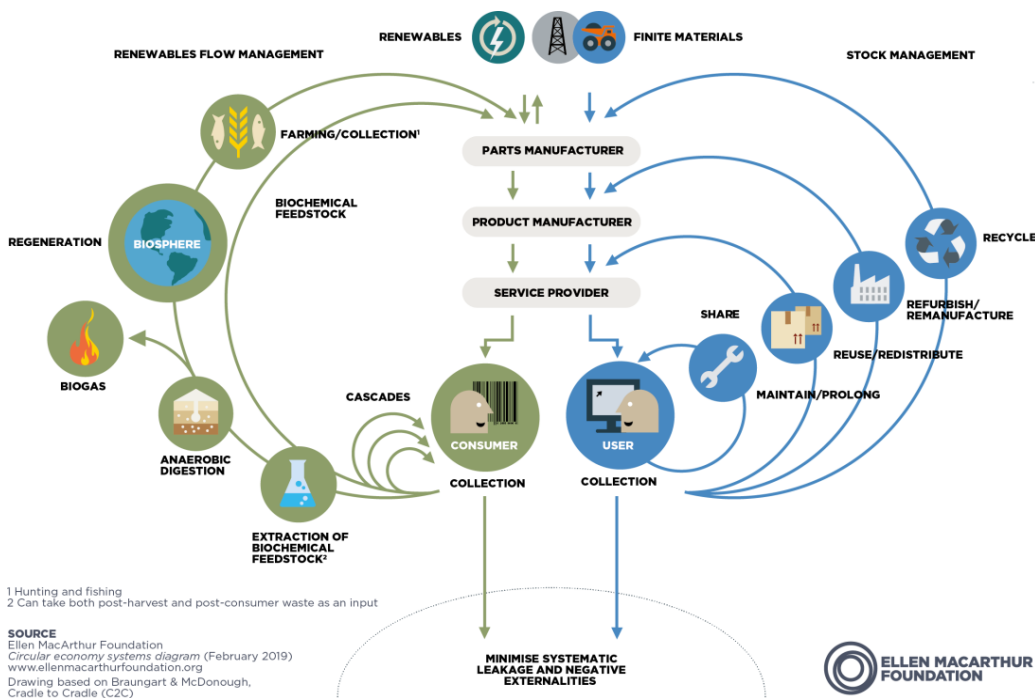 RENEWABLES
FINITE MATERIALS
RENEWABLES FLOW MANAGEMENT
STOCK MANAGEMENT
FARMING/COLLECTION¹
PARTS MANUFACTURER
BIOCHEMICAL
FEEDSTOCK
PRODUCT MANUFACTURER
REGENERATION
BIOSPHERE
RECYCLE
SERVICE PROVIDER
REFURBISH/
REMANUFACTURE
SHARE
REUSE/REDISTRIBUTE
BIOGAS
MAINTAIN/PROLONG
CASCADES
CONSUMER
USER
ANAEROBIC
DIGESTION
COLLECTION
COLLECTION
EXTRACTION OF
BIOCHEMICAL
FEEDSTOCK²
1 Hunting and fishing
2 Can take both post-harvest and post-consumer waste as an input
SOURCE
Ellen MacArthur Foundation
Circular economy systems diagram (February 2019)
www.ellenmacarthurfoundation.org
Drawing based on Braungart & McDonough,
Cradle to Cradle (C2C)
MINIMISE SYSTEMATIC
LEAKAGE AND NEGATIVE
EXTERNALITIES
ELLEN MACARTHUR
FOUNDATION